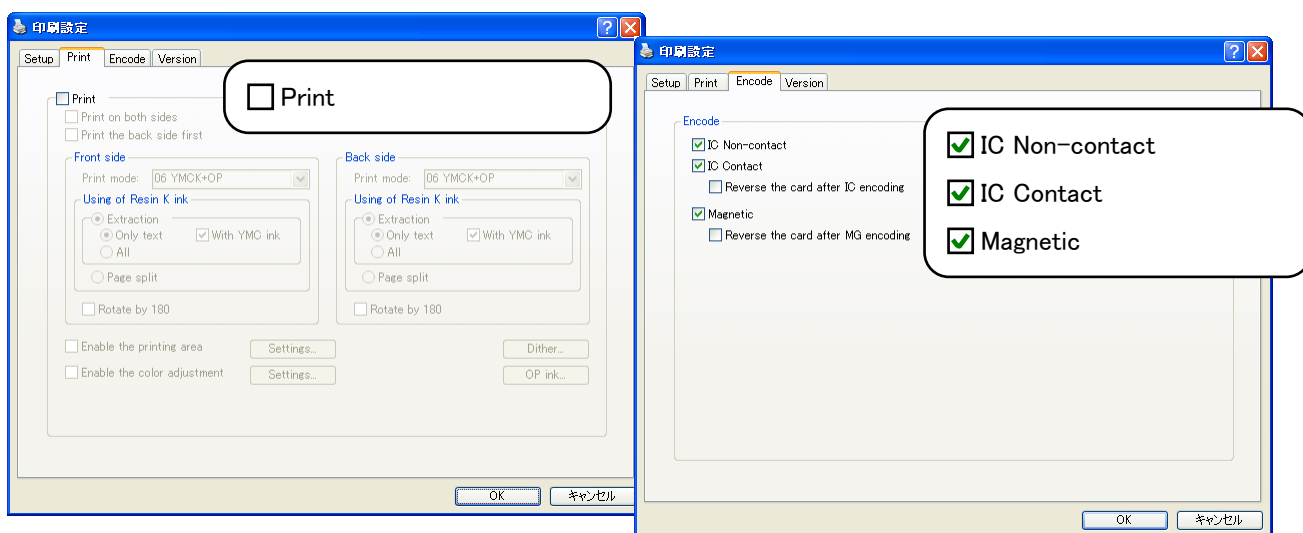 印刷設定
Setup Print Encode Version
Print
Print
Print on both sides
Print the back side first
Front side
Print mode: 06 YMCK+OP
Using of Resin K ink
Extraction
Only text With YMC ink
All
Page split
Rotate by 180
Back side
Print mode: 06 YMCK+OP
Using of Resin K ink
Extraction
Only text With YMC ink
All
Page split
Rotate by 180
Enable the printing area Settings... Dither...
Enable the color adjustment Settings... OP ink...
OK キャンセル
印刷設定
Setup Print Encode Version
Encode
IC Non-contact
IC Contact
Reverse the card after IC encoding
Magnetic
Reverse the card after MG encoding
IC Non-contact
IC Contact
Magnetic
OK キャンセル